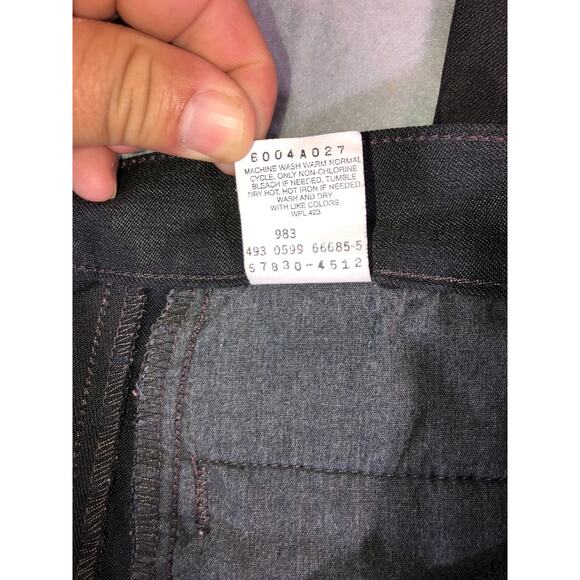 6004A027
MACHINE WASH WARM NORMAL
CYCLE. ONLY NON-CHLORINE
BLEACH IF NEEDED. TUMBLE
DRY HOT. HOT IRON IF NEEDED.
WASH AND DRY
WITH LIKE COLORS.
WPL 423
983
493 0599 66685-5
57830-4512